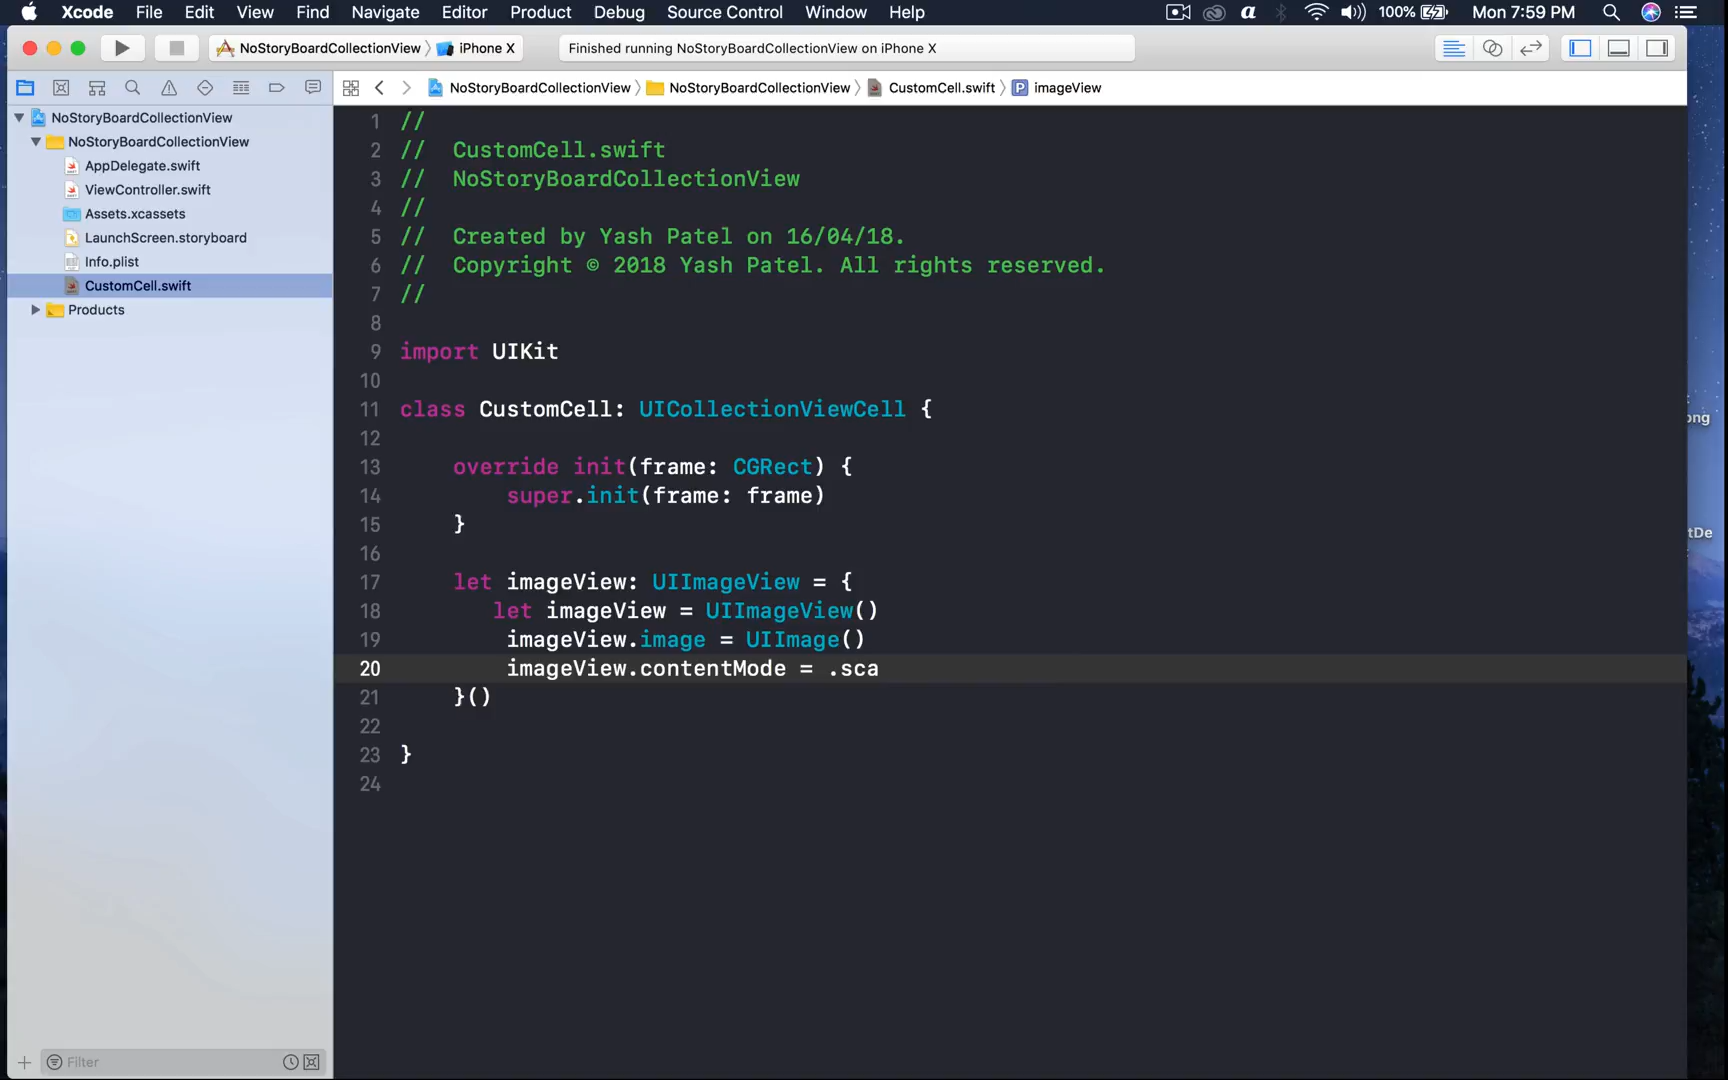 Xcode File Edit View Find Navigate Editor Product Debug Source Control Window Help 100% Mon 7:59 PM
NoStoryBoardCollectionView iPhone X Finished running NoStoryBoardCollectionView on iPhone X
NoStoryBoardCollectionView NoStoryBoardCollectionView CustomCell.swift P imageView
NoStoryBoardCollectionView
NoStoryBoardCollectionView
AppDelegate.swift
ViewController.swift
Assets.xcassets
LaunchScreen.storyboard
Info.plist
CustomCell.swift
Products
Filter
1 //
2 // CustomCell.swift
3 // NoStoryBoardCollectionView
4 //
5 // Created by Yash Patel on 16/04/18.
6 // Copyright © 2018 Yash Patel. All rights reserved.
7 //
8
9 import UIKit
10
11 class CustomCell: UICollectionViewCell {
12
13 override init(frame: CGRect) {
14 super.init(frame: frame)
15 }
16
17 let imageView: UIImageView = {
18 let imageView = UIImageView()
19 imageView.image = UIImage()
20 imageView.contentMode = .sca
21 }()
22
23 }
24
ong
tDe